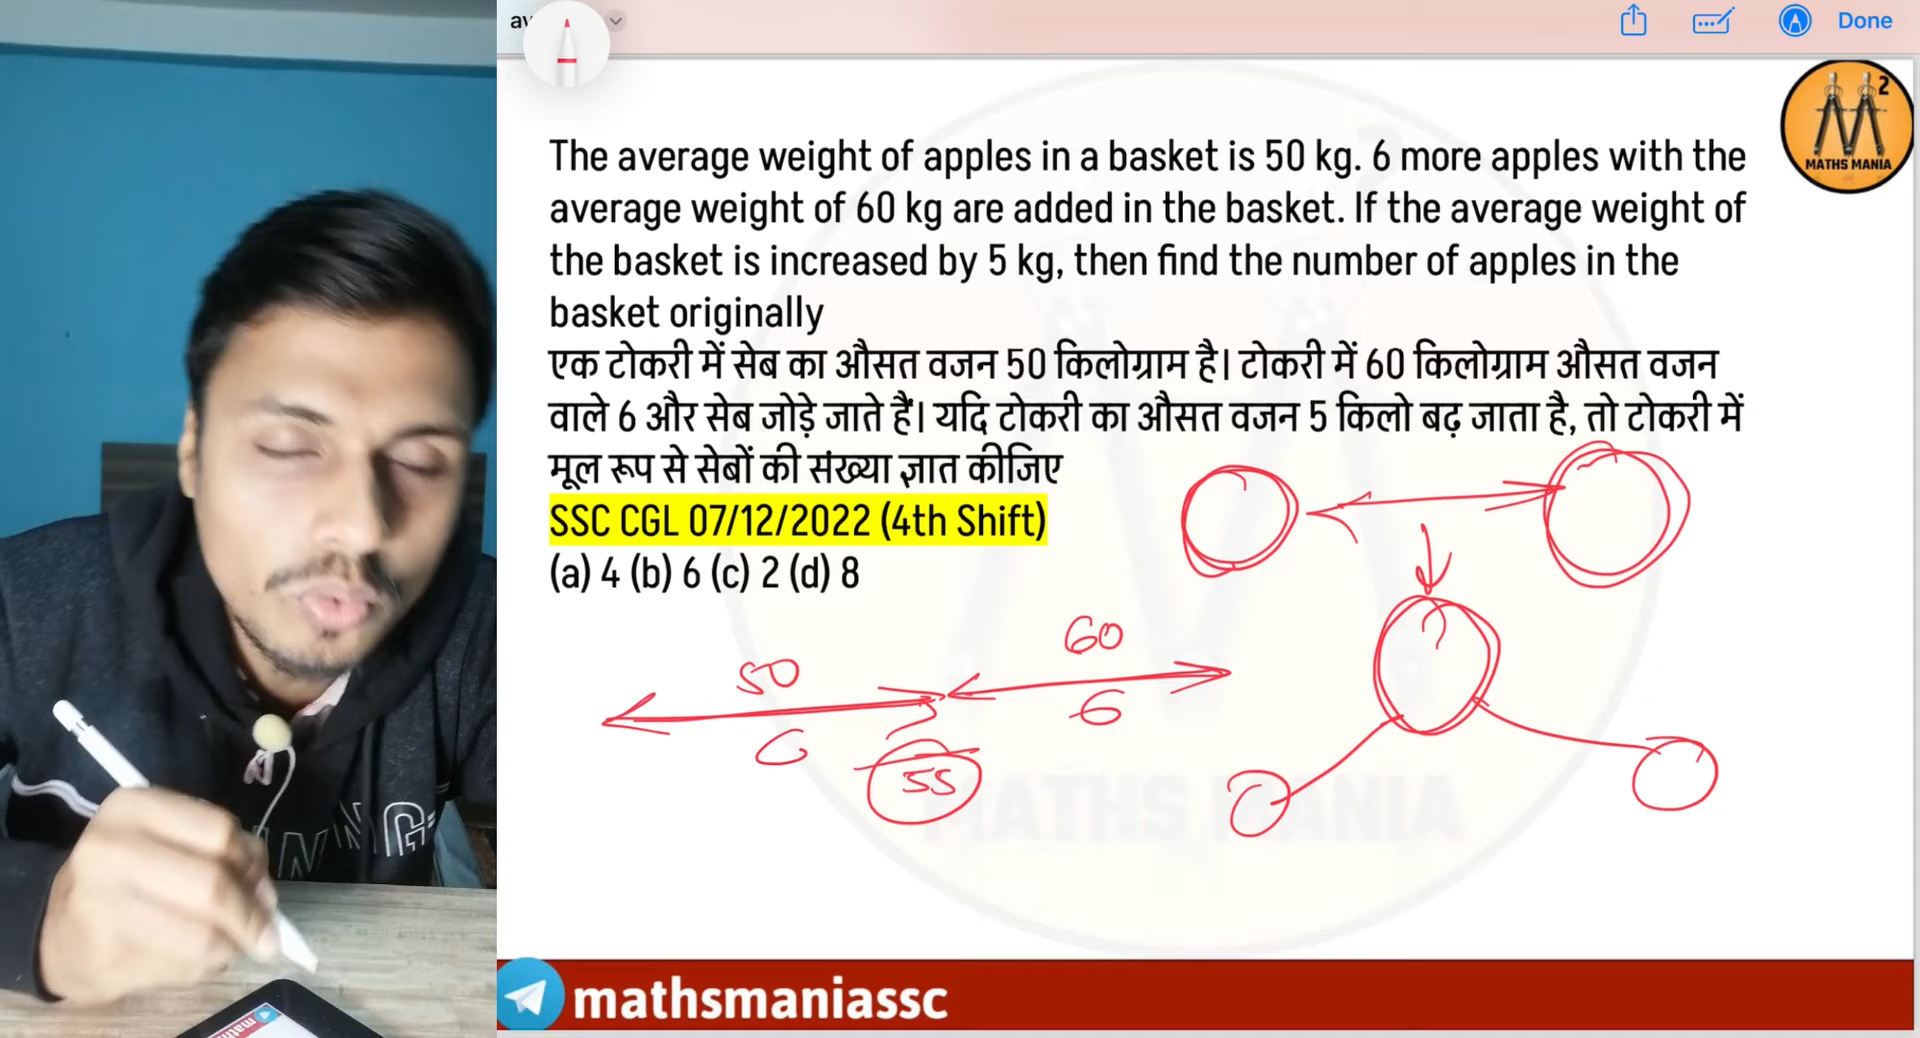 Done
2
MATHS MANIA
The average weight of apples in a basket is 50 kg. 6 more apples with the
average weight of 60 kg are added in the basket. If the average weight of
the basket is increased by 5 kg, then find the number of apples in the
basket originally
एक टोकरी में सेब का औसत वजन 50 किलोग्राम है। टोकरी में 60 किलोग्राम औसत वजन
वाले 6 और सेब जोड़े जाते हैं। यदि टोकरी का औसत वजन 5 किलो बढ़ जाता है, तो टोकरी में
मूल रूप से सेबों की संख्या ज्ञात कीजिए
SSC CGL 07/12/2022 (4th Shift)
(a) 4 (b) 6 (c) 2 (d) 8
50 60
6 6
55
?
MATHS MANIA
mathsmaniassc